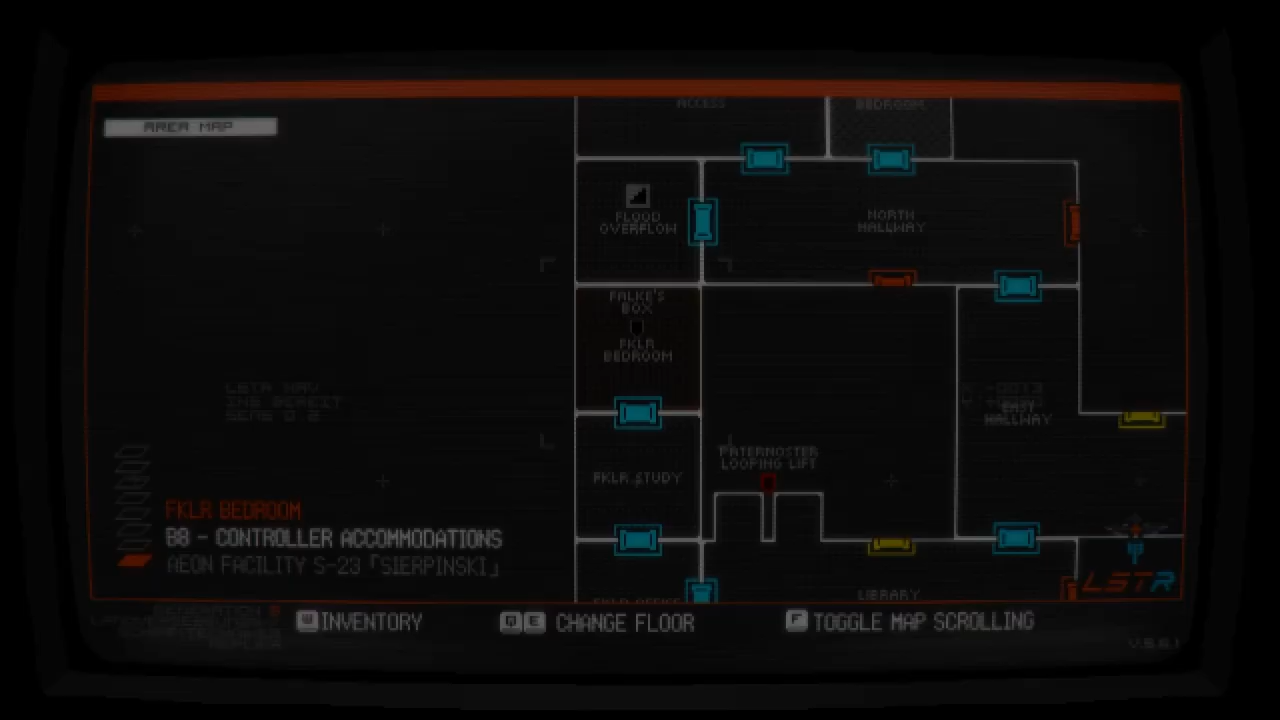 ACCESS
BEDROOM
AREA MAP
FLOOD
OVERFLOW
NORTH
HALLWAY
FALKE'S
BOX
FKLR
BEDROOM
EAST
HALLWAY
PATERNOSTER
LOOPING LIFT
FKLR STUDY
FKLR BEDROOM
B8 - CONTROLLER ACCOMMODATIONS
AEON FACILITY S-23「SIERPINSKI」
LIBRARY
LSTR
INVENTORY
CHANGE FLOOR
F TOGGLE MAP SCROLLING